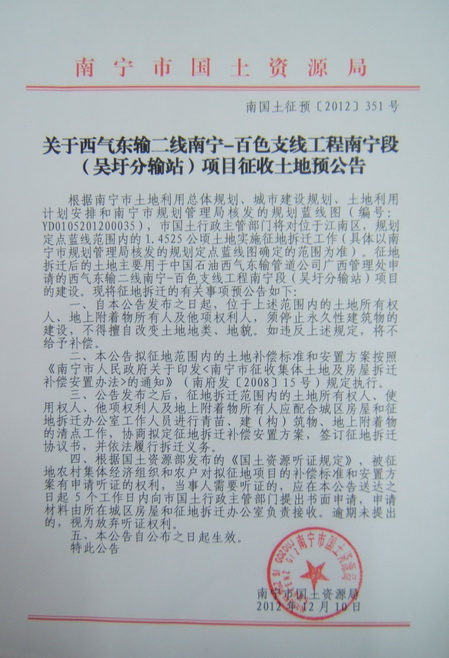 南宁市国土资源局
南国土征预〔2012〕351号
关于西气东输二线南宁-百色支线工程南宁段
（吴圩分输站）项目征收土地预公告
根据南宁市土地利用总体规划、城市建设规划、土地利用
计划安排和南宁市规划管理局核发的规划蓝线图（编号：
YD0105201200035），市国土行政主管部门将对位于江南区，规划
定点蓝线范围内的1.4525公顷土地实施征地拆迁工作（具体以南
宁市规划管理局核发的规划定点蓝线图确定的范围为准）。征地
拆迁后的土地主要用于中国石油西气东输管道公司广西管理处申
请的西气东输二线南宁-百色支线工程南宁段（吴圩分输站）项目
的建设。现将征地拆迁的有关事项预公告如下：
一、自本公告发布之日起，位于上述范围内的土地所有权
人、地上附着物所有人及他项权利人，须停止永久性建筑物的
建设，不得擅自改变土地地类、地貌。如违反上述规定，将不
给予补偿。
二、本公告拟征地范围内的土地补偿标准和安置方案按照
《南宁市人民政府关于印发<南宁市征收集体土地及房屋拆迁
补偿安置办法>的通知》（南府发〔2008〕15号）规定执行。
三、公告发布之后，征地拆迁范围内的土地所有权人、使
用权人、他项权利人及地上附着物所有人应配合城区房屋和征
地拆迁办公室工作人员进行青苗、建（构）筑物、地上附着物
的清点工作，协商拟定征地拆迁补偿安置方案，签订征地拆迁
协议书，并依法履行拆迁义务。
四、根据国土资源部发布的《国土资源听证规定》，被征
地农村集体经济组织和农户对拟征地项目的补偿标准和安置方
案有申请听证的权利，当事人需要听证的，应在本公告送达之
日起5个工作日内向市国土行政主管部门提出书面申请，申请
材料由所在城区房屋和征地拆迁办公室负责接收。逾期未提出
的，视为放弃听证权利。
五、本公告自公布之日起生效。
特此公告
南宁市国土资源局
南宁市国土资源局
2012年12月10日